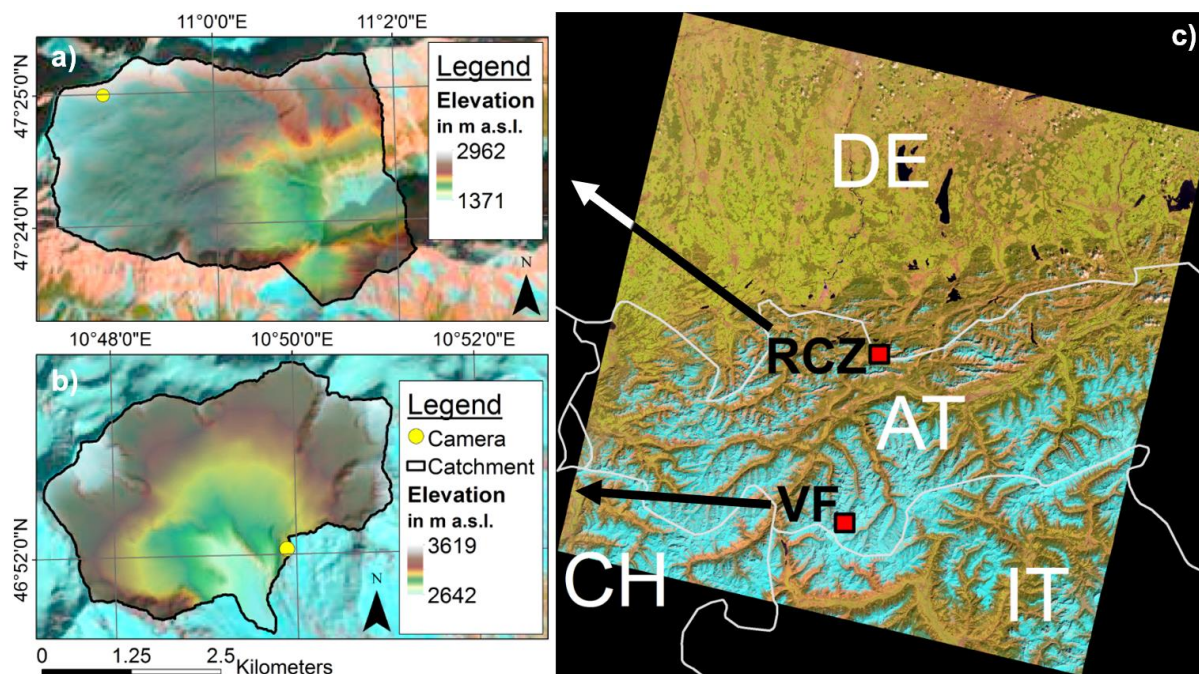 11°0'0"E 11°2'0"E
a)
47°25'0"N
47°24'0"N
Legend
Elevation
in m a.s.l.
2962
1371
N
10°48'0"E 10°50'0"E 10°52'0"E
b)
46°52'0"N
Legend
Camera
Catchment
Elevation
in m a.s.l.
3619
2642
N
0 1.25 2.5
Kilometers
c)
DE
RCZ
AT
VF
CH
IT